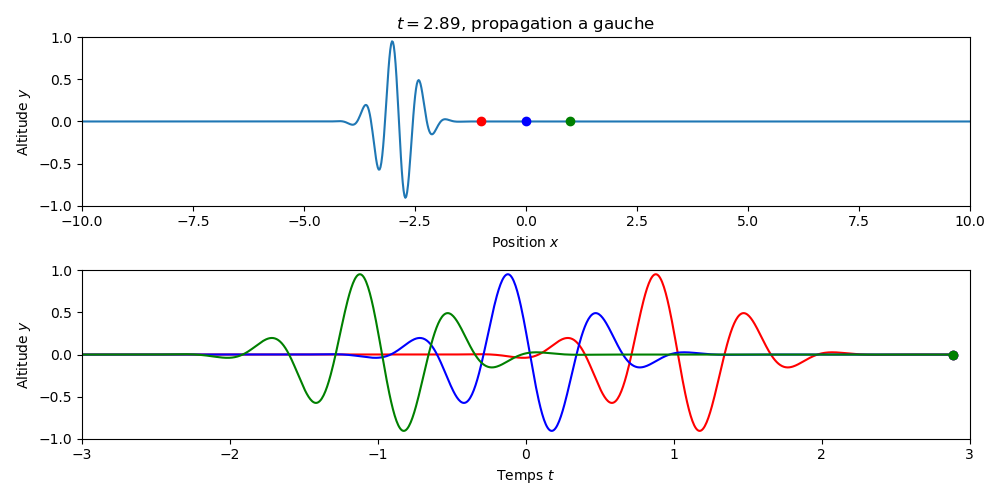 t = 2.89, propagation a gauche
1.0
0.5
0.0
−0.5
−1.0
Altitude y
−10.0 −7.5 −5.0 −2.5 0.0 2.5 5.0 7.5 10.0
Position x
1.0
0.5
0.0
−0.5
−1.0
Altitude y
−3 −2 −1 0 1 2 3
Temps t